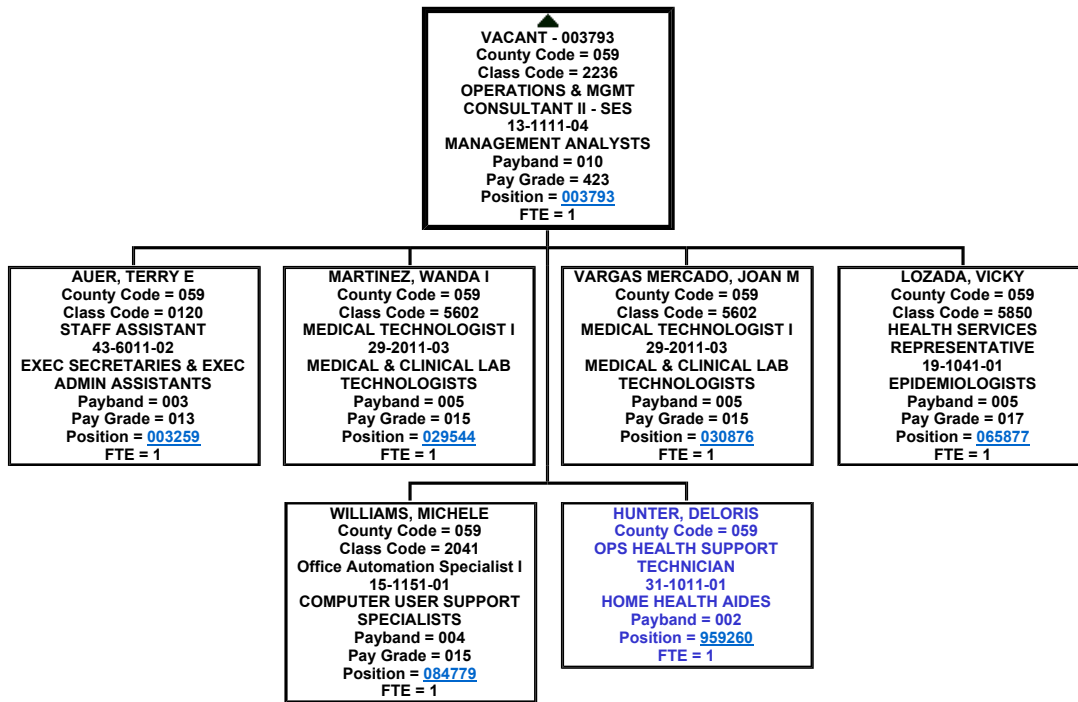 VACANT - 003793
County Code = 059
Class Code = 2236
OPERATIONS & MGMT
CONSULTANT II - SES
13-1111-04
MANAGEMENT ANALYSTS
Payband = 010
Pay Grade = 423
Position = 003793
FTE = 1
AUER, TERRY E
County Code = 059
Class Code = 0120
STAFF ASSISTANT
43-6011-02
EXEC SECRETARIES & EXEC
ADMIN ASSISTANTS
Payband = 003
Pay Grade = 013
Position = 003259
FTE = 1
MARTINEZ, WANDA I
County Code = 059
Class Code = 5602
MEDICAL TECHNOLOGIST I
29-2011-03
MEDICAL & CLINICAL LAB
TECHNOLOGISTS
Payband = 005
Pay Grade = 015
Position = 029544
FTE = 1
VARGAS MERCADO, JOAN M
County Code = 059
Class Code = 5602
MEDICAL TECHNOLOGIST I
29-2011-03
MEDICAL & CLINICAL LAB
TECHNOLOGISTS
Payband = 005
Pay Grade = 015
Position = 030876
FTE = 1
LOZADA, VICKY
County Code = 059
Class Code = 5850
HEALTH SERVICES
REPRESENTATIVE
19-1041-01
EPIDEMIOLOGISTS
Payband = 005
Pay Grade = 017
Position = 065877
FTE = 1
WILLIAMS, MICHELE
County Code = 059
Class Code = 2041
Office Automation Specialist I
15-1151-01
COMPUTER USER SUPPORT
SPECIALISTS
Payband = 004
Pay Grade = 015
Position = 084779
FTE = 1
HUNTER, DELORIS
County Code = 059
OPS HEALTH SUPPORT
TECHNICIAN
31-1011-01
HOME HEALTH AIDES
Payband = 002
Position = 959260
FTE = 1